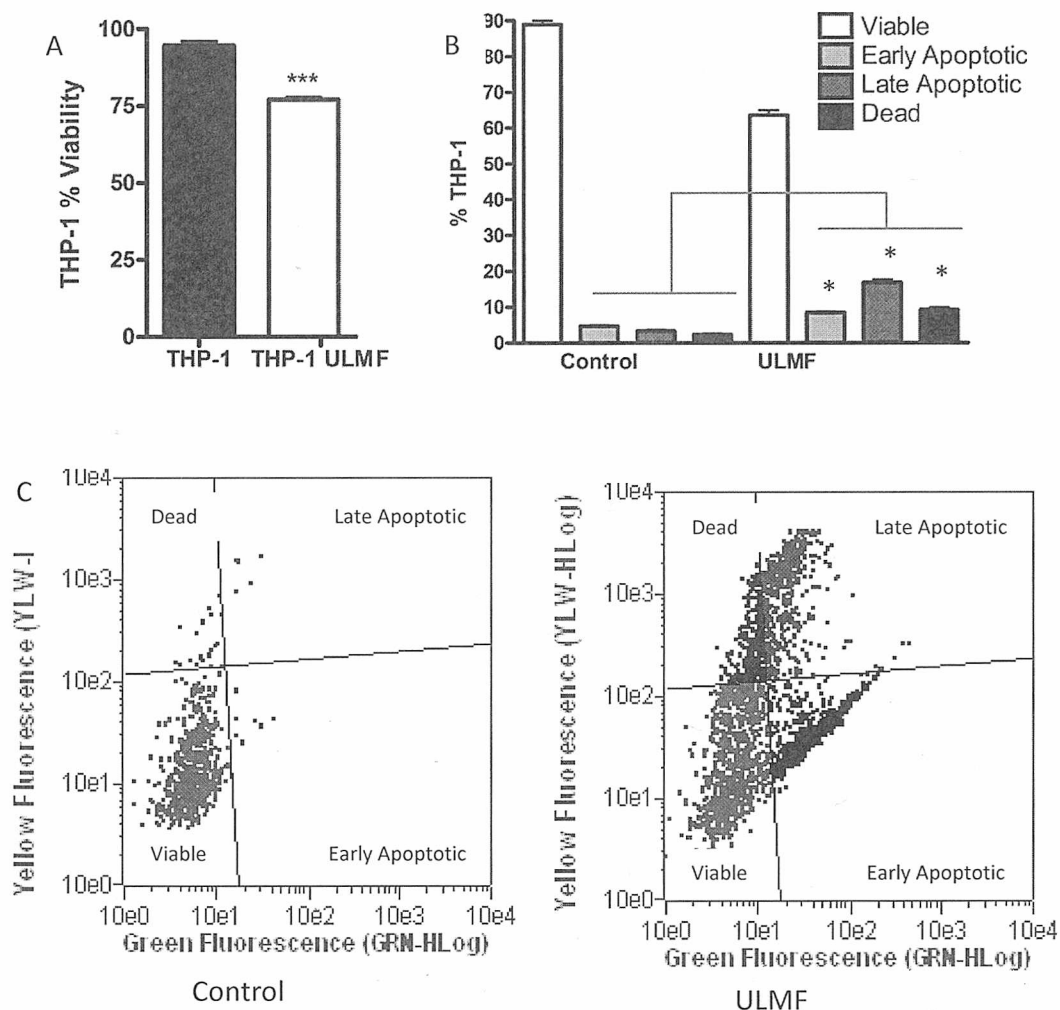 A
THP-1 % Viability
100
75
50
25
0
***
THP-1
THP-1 ULMF
B
% THP-1
90
80
70
60
50
40
30
20
10
0
Viable
Early Apoptotic
Late Apoptotic
Dead
*
*
*
Control
ULMF
C
Yellow Fluorescence (YLW-I
10e4
10e3
10e2
10e1
10e0
Dead
Late Apoptotic
Viable
Early Apoptotic
10e0 10e1 10e2 10e3 10e4
Green Fluorescence (GRN-HLog)
Control
Yellow Fluorescence (YLW-HLog)
10e4
10e3
10e2
10e1
10e0
Dead
Late Apoptotic
Viable
Early Apoptotic
10e0 10e1 10e2 10e3 10e4
Green Fluorescence (GRN-HLog)
ULMF